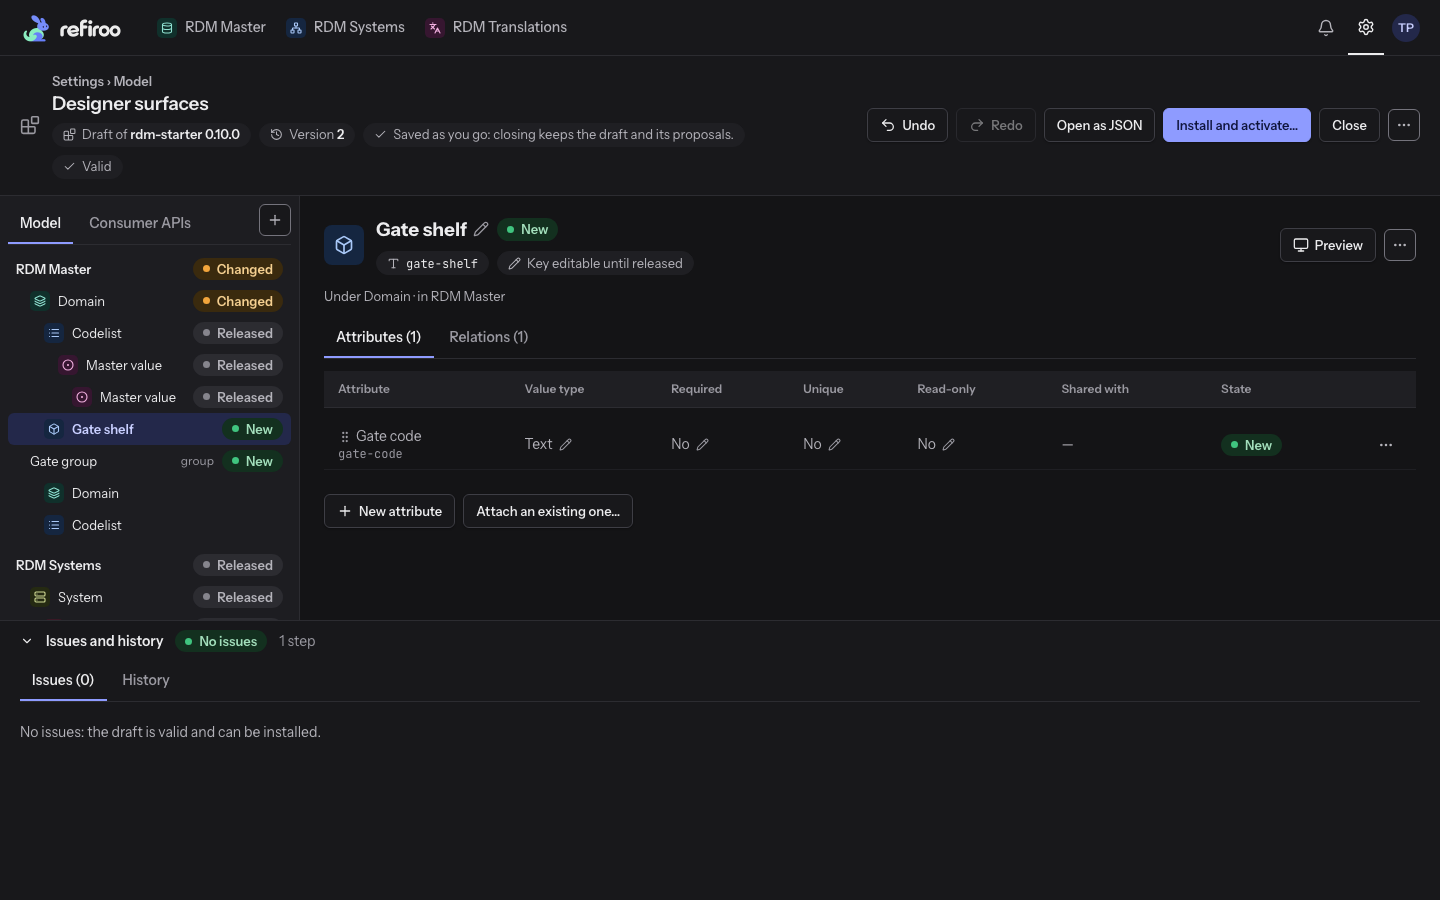 refiroo
RDM Master
RDM Systems
RDM Translations
TP
Settings › Model
Designer surfaces
Draft of rdm-starter 0.10.0
Version 2
Saved as you go: closing keeps the draft and its proposals.
Valid
Undo
Redo
Open as JSON
Install and activate...
Close
Model
Consumer APIs
RDM Master Changed
Domain Changed
Codelist Released
Master value Released
Master value Released
Gate shelf New
Gate group group New
Domain
Codelist
RDM Systems Released
System Released
Gate shelf
New
gate-shelf
Key editable until released
Preview
Under Domain · in RDM Master
Attributes (1)
Relations (1)
Attribute Value type Required Unique Read-only Shared with State
Gate code Text No No No — New
gate-code
New attribute
Attach an existing one...
Issues and history
No issues
1 step
Issues (0)
History
No issues: the draft is valid and can be installed.